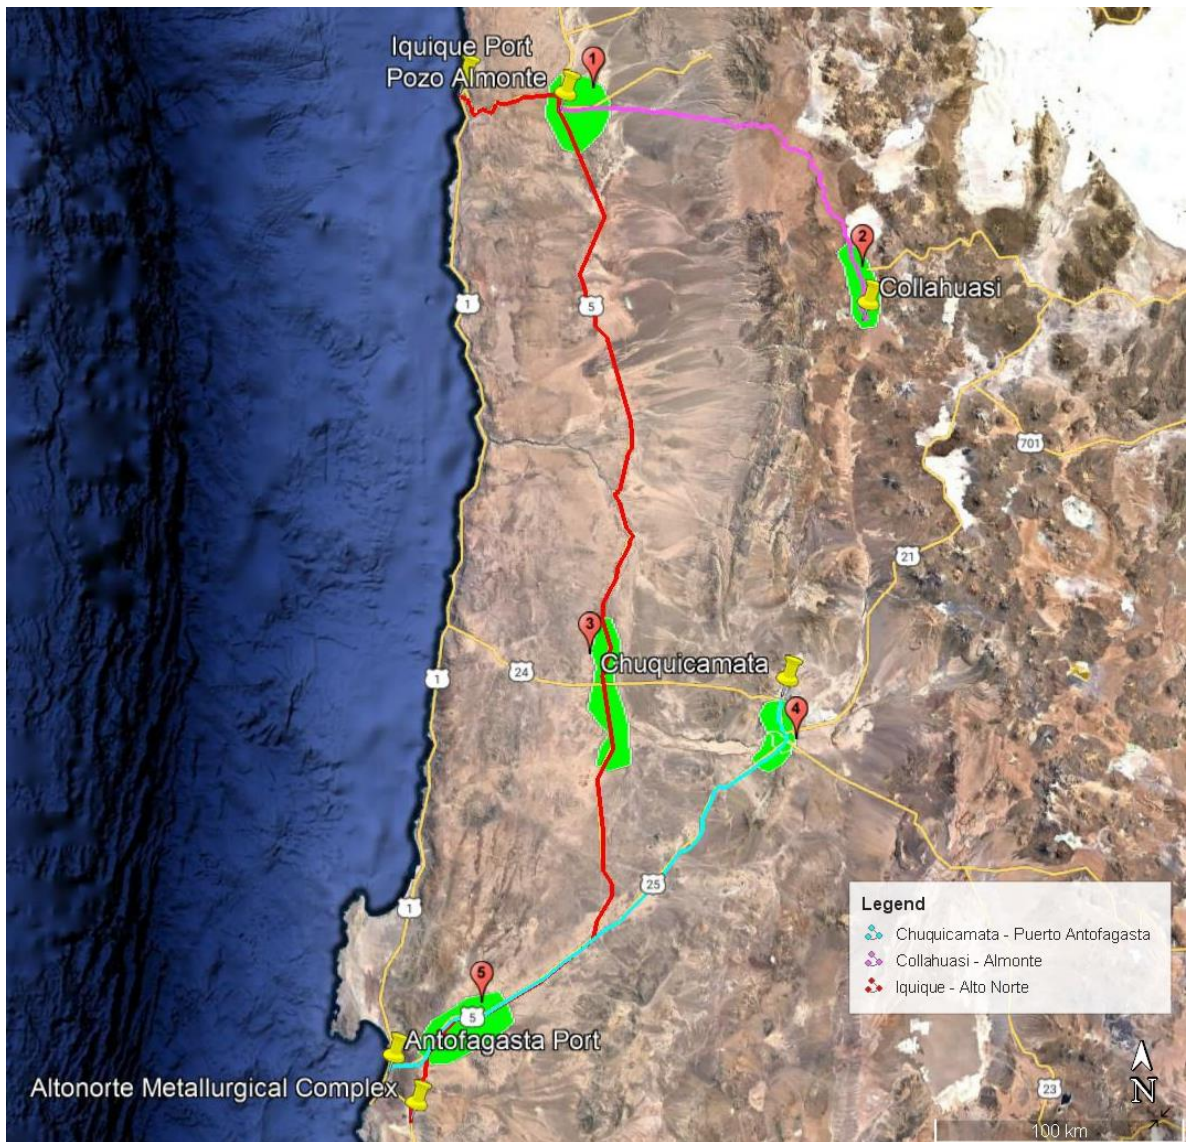 Iquique Port
Pozo Almonte
1
2
Collahuasi
1
5
701
21
3
Chuquicamata
24
1
4
25
1
Legend
Chuquicamata - Puerto Antofagasta
Collahuasi - Almonte
Iquique - Alto Norte
5
5
Antofagasta Port
Altonorte Metallurgical Complex
N
23
100 km